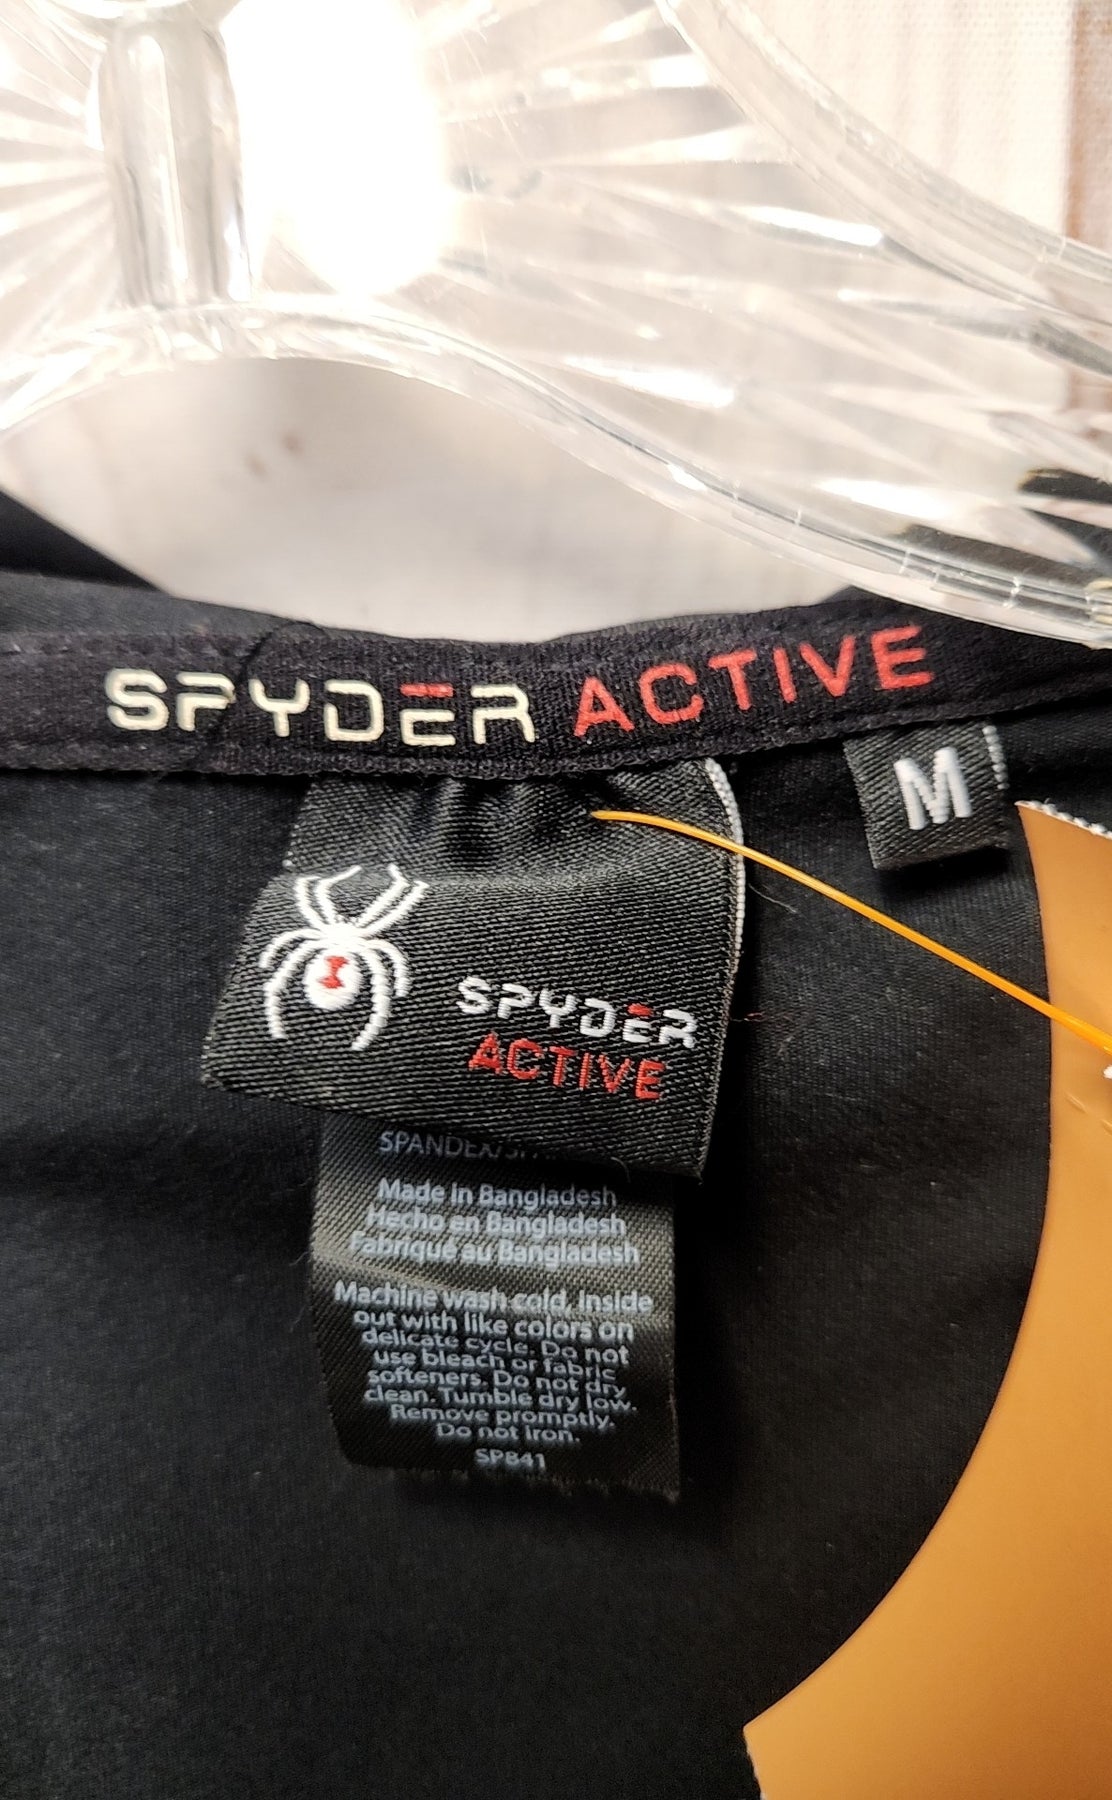 SPYDER ACTIVE
M
SPYDER
ACTIVE
Made in Bangladesh
Hecho en Bangladesh
Fabriqué au Bangladesh
Machine wash cold. Inside
out with like colors on
delicate cycle. Do not
use bleach or fabric
softeners. Do not dry
clean. Tumble dry low.
Remove promptly.
Do not iron.
SP841